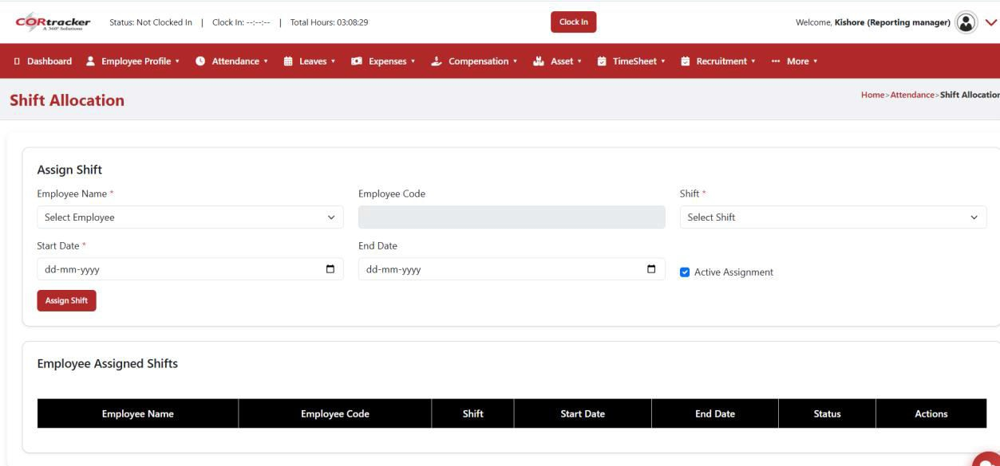 CORtracker
A 360° Solutions
Status: Not Clocked In | Clock In: --:--:-- | Total Hours: 03:08:29
Clock In
Welcome, Kishore (Reporting manager)
Dashboard Employee Profile Attendance Leaves Expenses Compensation Asset TimeSheet Recruitment More
Shift Allocation
Home>Attendance>Shift Allocation
Assign Shift
Employee Name * Employee Code Shift *
Select Employee Select Shift
Start Date * End Date
dd-mm-yyyy dd-mm-yyyy Active Assignment
Assign Shift
Employee Assigned Shifts
Employee Name Employee Code Shift Start Date End Date Status Actions